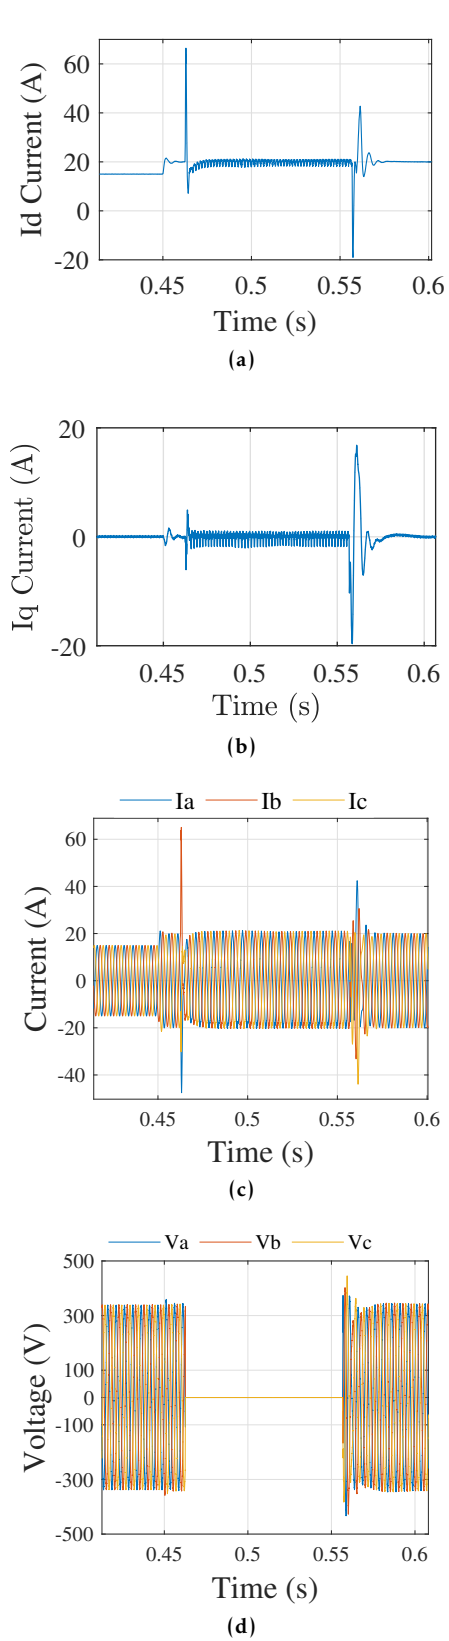 60
40
20
0
-20
Id Current (A)
0.45 0.5 0.55 0.6
Time (s)
(a)
20
0
-20
Iq Current (A)
0.45 0.5 0.55 0.6
Time (s)
(b)
Ia Ib Ic
60
40
20
0
-20
-40
Current (A)
0.45 0.5 0.55 0.6
Time (s)
(c)
Va Vb Vc
500
300
100
0
-100
-300
-500
Voltage (V)
0.45 0.5 0.55 0.6
Time (s)
(d)